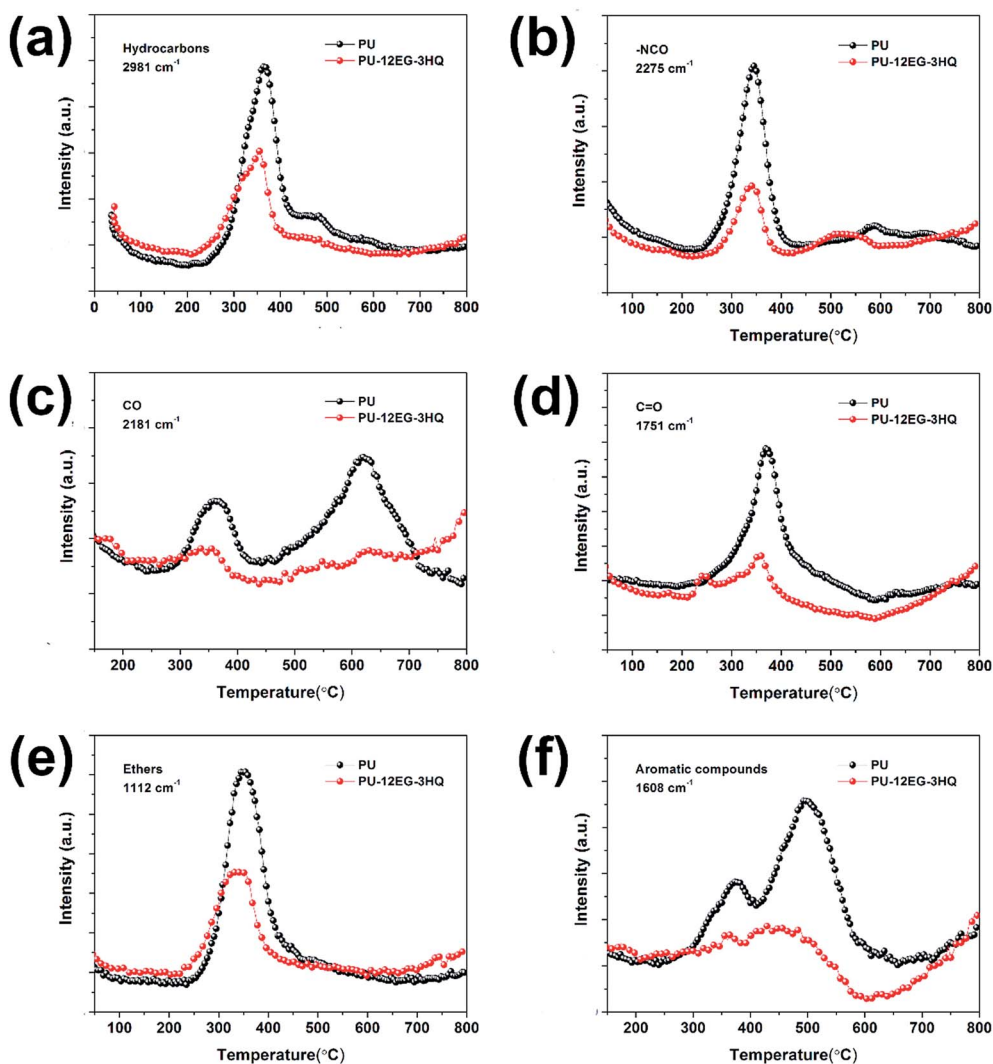 (a)
Hydrocarbons
2981 cm⁻¹
PU
PU-12EG-3HQ
Intensity (a.u.)
0 100 200 300 400 500 600 700 800
Temperature(°C)
(b)
-NCO
2275 cm⁻¹
PU
PU-12EG-3HQ
Intensity (a.u.)
100 200 300 400 500 600 700 800
Temperature(°C)
(c)
CO
2181 cm⁻¹
PU
PU-12EG-3HQ
Intensity (a.u.)
200 300 400 500 600 700 800
Temperature(°C)
(d)
C=O
1751 cm⁻¹
PU
PU-12EG-3HQ
Intensity (a.u.)
100 200 300 400 500 600 700 800
Temperature(°C)
(e)
Ethers
1112 cm⁻¹
PU
PU-12EG-3HQ
Intensity (a.u.)
100 200 300 400 500 600 700 800
Temperature(°C)
(f)
Aromatic compounds
1608 cm⁻¹
PU
PU-12EG-3HQ
Intensity (a.u.)
200 300 400 500 600 700 800
Temperature(°C)